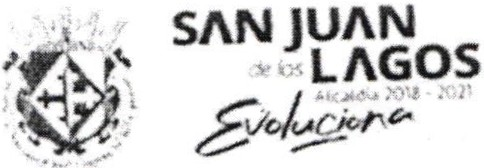 SAN JUAN
de los LAGOS
Alcaldía 2018 - 2021
Evoluciona